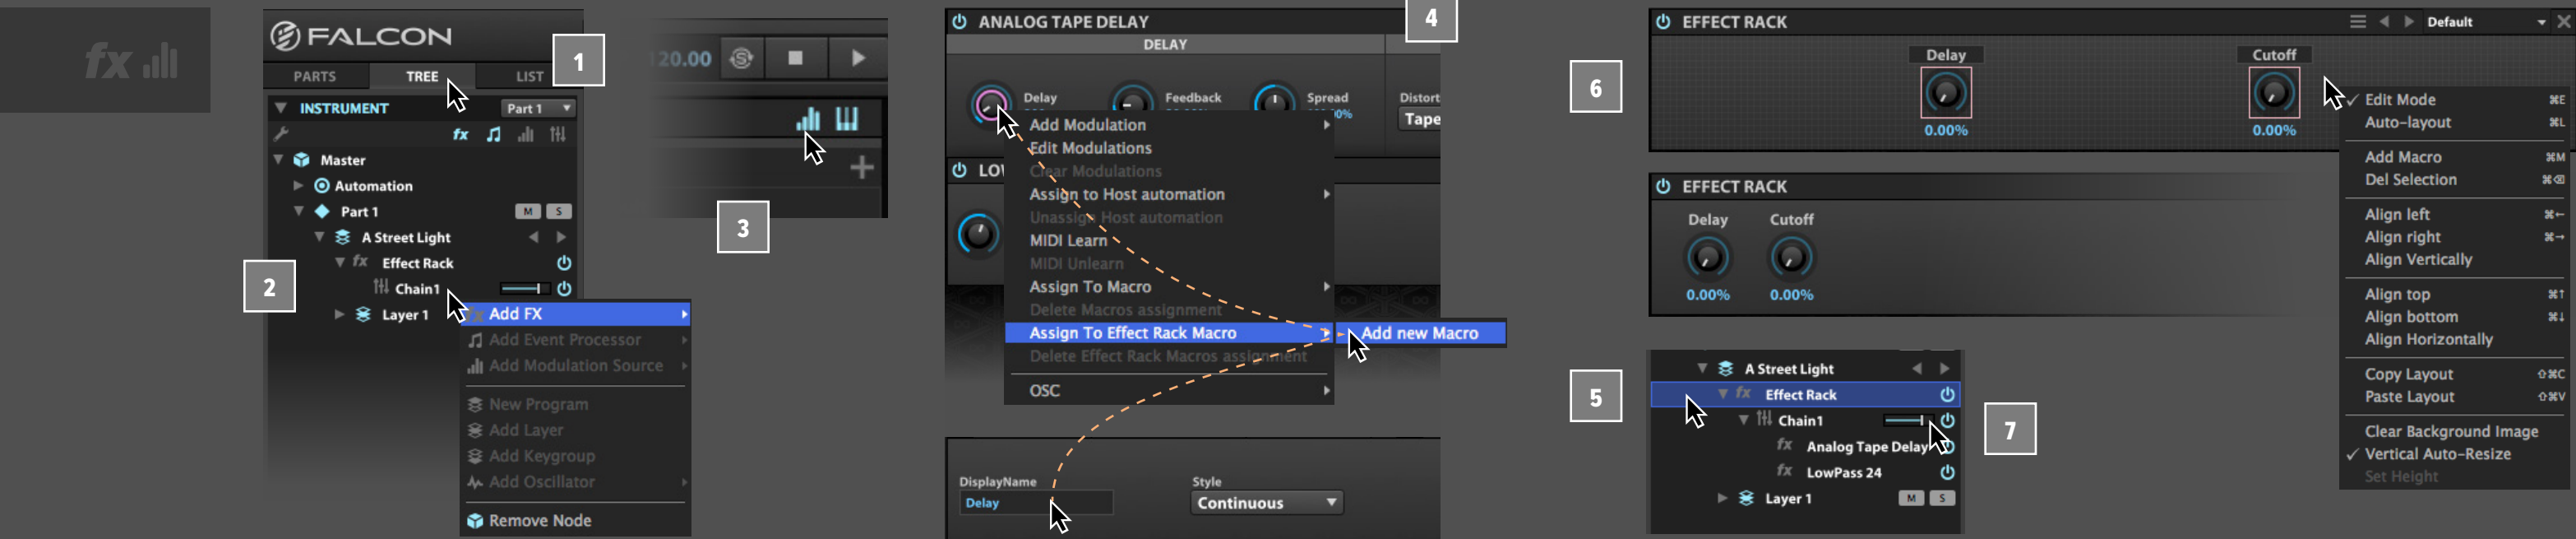 fx
FALCON
1
PARTS TREE LIST
INSTRUMENT Part 1
fx
Master
Automation
Part 1 M S
A Street Light
fx Effect Rack
2
Chain1
Layer 1
Add FX
Add Event Processor
Add Modulation Source
New Program
Add Layer
Add Keygroup
Add Oscillator
Remove Node
20.00
3
4
ANALOG TAPE DELAY
DELAY
Delay Feedback Spread Distort
Tape
Add Modulation
Edit Modulations
Clear Modulations
Assign to Host automation
Unassign Host automation
MIDI Learn
MIDI Unlearn
Assign To Macro
Delete Macros assignment
Assign To Effect Rack Macro
Add new Macro
Delete Effect Rack Macros assignment
OSC
LOW
DisplayName Style
Delay Continuous
6
EFFECT RACK Default
Delay Cutoff
0.00% 0.00%
EFFECT RACK
Delay Cutoff
0.00% 0.00%
Edit Mode ⌘E
Auto-layout ⌘L
Add Macro ⌘M
Del Selection ⌘⌫
Align left ⌘←
Align right ⌘→
Align Vertically
Align top ⌘↑
Align bottom ⌘↓
Align Horizontally
Copy Layout ⇧⌘C
Paste Layout ⇧⌘V
Clear Background Image
✓ Vertical Auto-Resize
Set Height
5
A Street Light
fx Effect Rack
Chain1
fx Analog Tape Delay
fx LowPass 24
Layer 1 M S
7